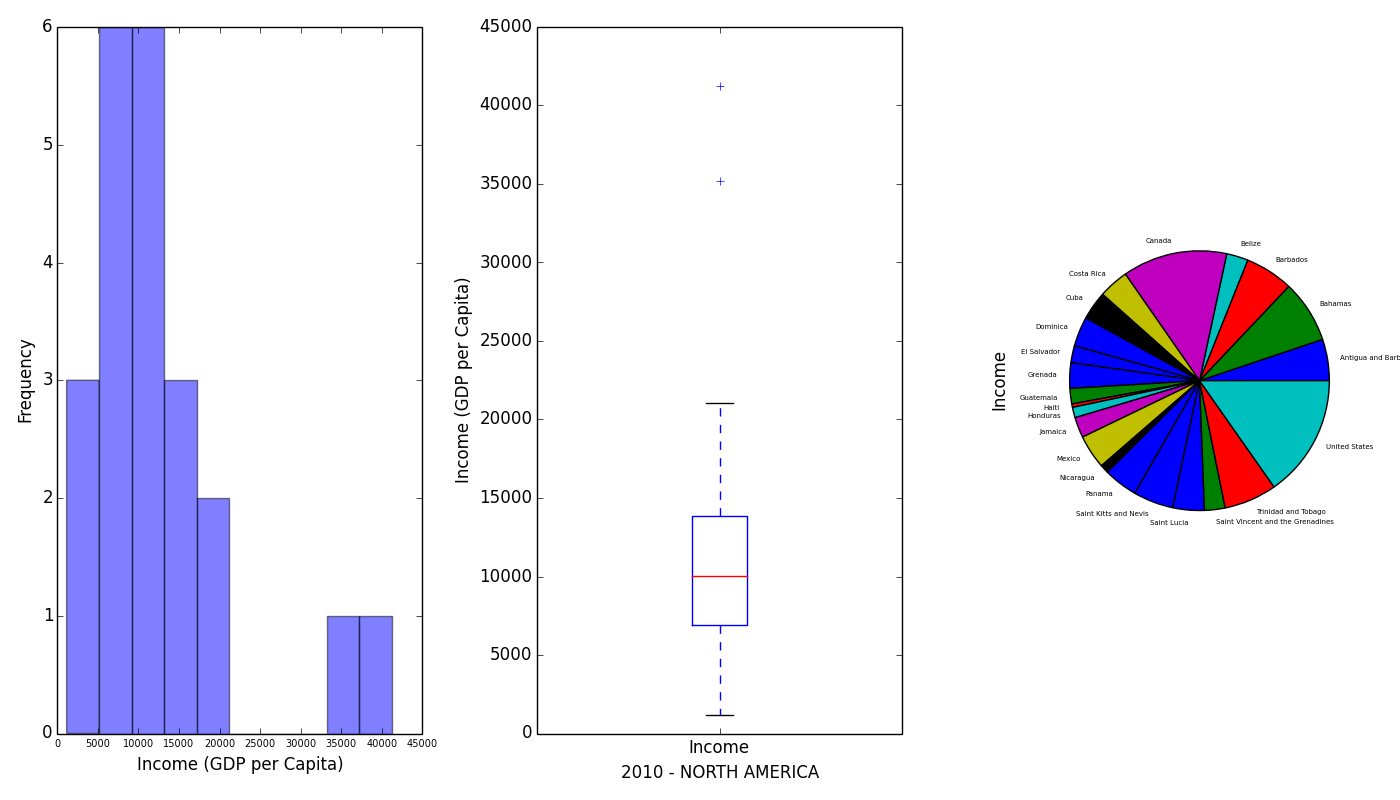 6
5
4
3
2
1
0
Frequency
0 5000 10000 15000 20000 25000 30000 35000 40000 45000
Income (GDP per Capita)
45000
40000
35000
30000
25000
20000
15000
10000
5000
0
Income (GDP per Capita)
Income
2010 - NORTH AMERICA
Income
Canada
Belize
Barbados
Bahamas
Antigua and Barb
Costa Rica
Cuba
Dominica
El Salvador
Grenada
Guatemala
Haiti
Honduras
Jamaica
Mexico
Nicaragua
Panama
Saint Kitts and Nevis
Saint Lucia
Saint Vincent and the Grenadines
Trinidad and Tobago
United States